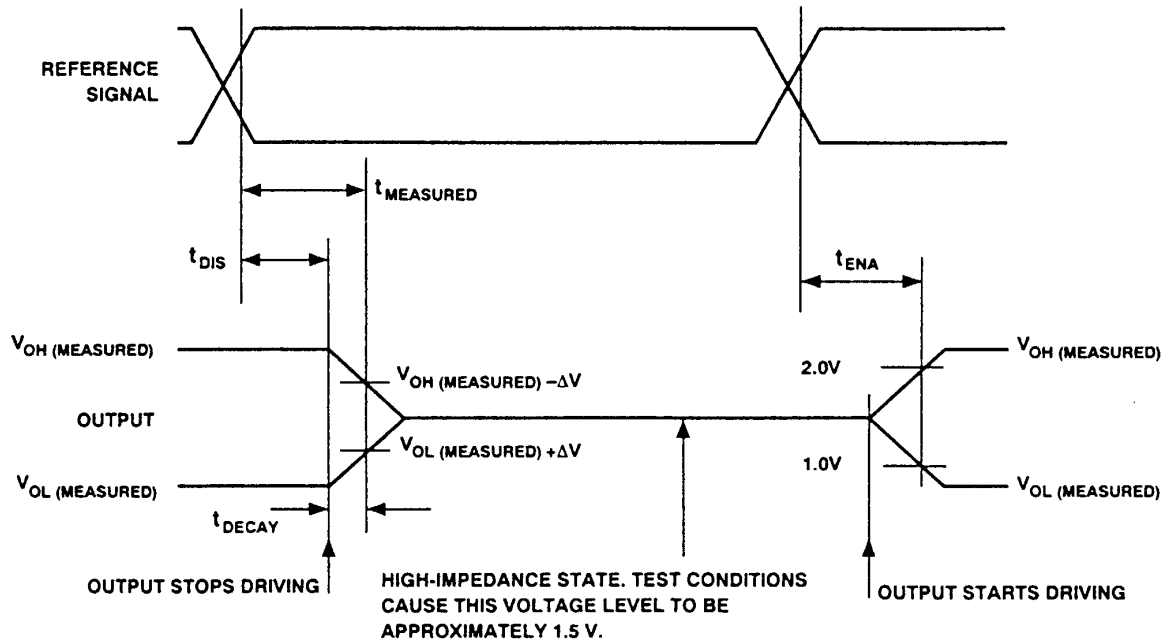 REFERENCE
SIGNAL
tMEASURED
tDIS
tENA
VOH (MEASURED)
2.0V
VOH (MEASURED)
VOH (MEASURED) –ΔV
OUTPUT
VOL (MEASURED) +ΔV
1.0V
VOL (MEASURED)
VOL (MEASURED)
tDECAY
OUTPUT STOPS DRIVING
HIGH-IMPEDANCE STATE. TEST CONDITIONS
CAUSE THIS VOLTAGE LEVEL TO BE
APPROXIMATELY 1.5 V.
OUTPUT STARTS DRIVING